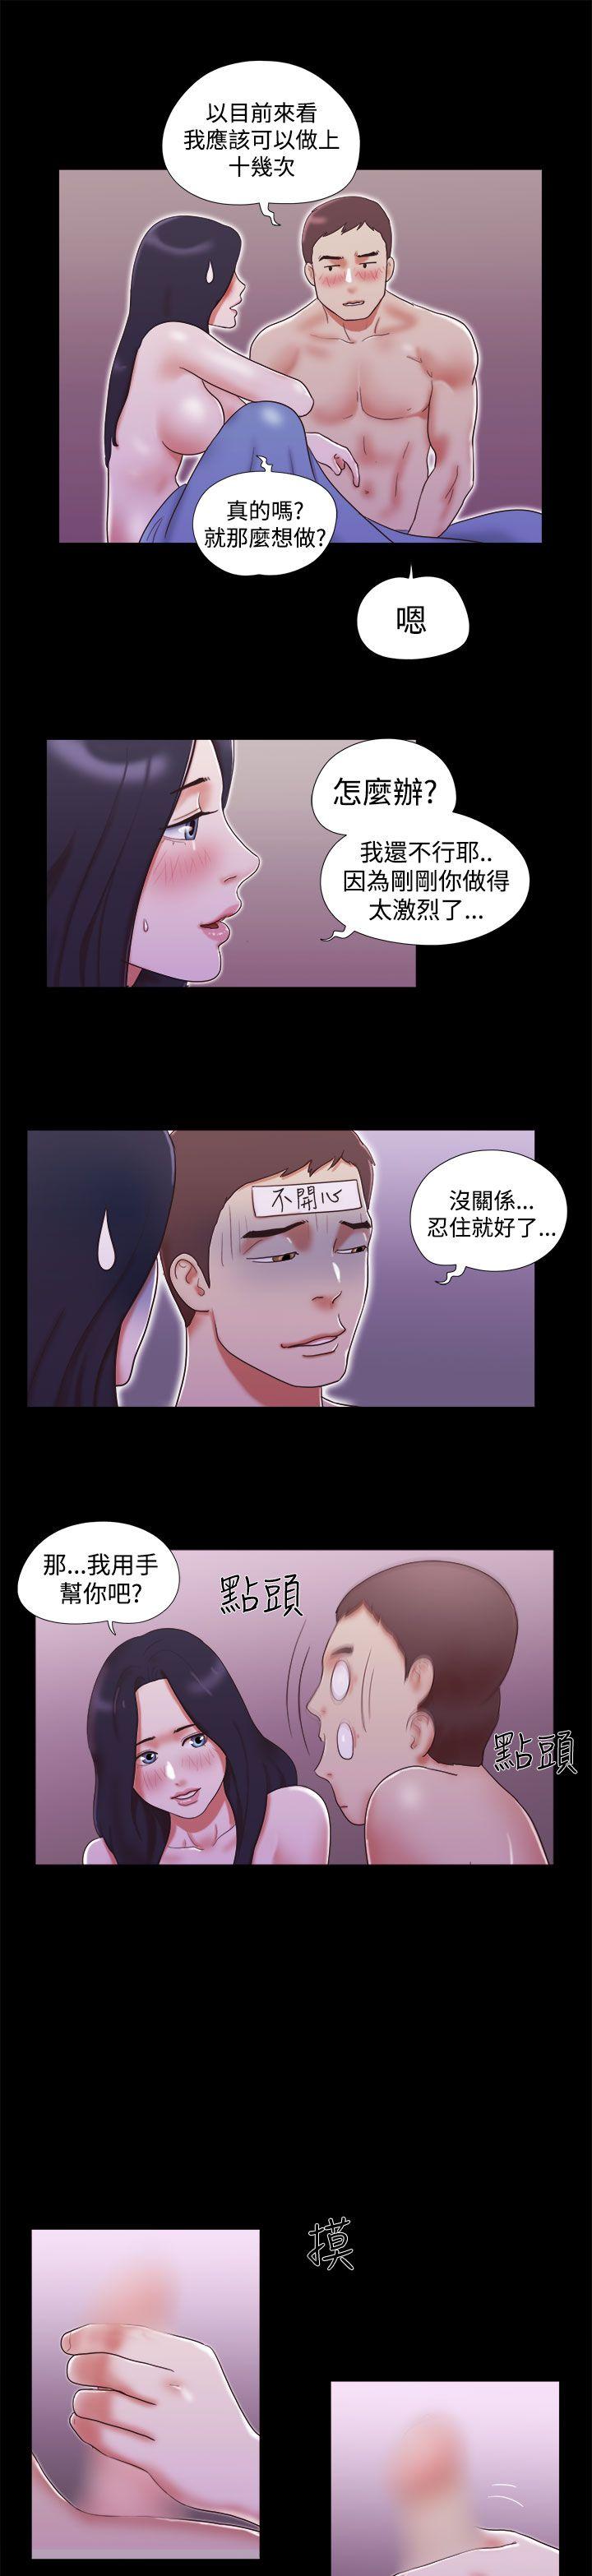 以目前來看
我應該可以做上
十幾次
真的嗎?
就那麼想做?
嗯
怎麼辦?
我還不行耶..
因為剛剛你做得
太激烈了...
不開心
沒關係...
忍住就好了...
那...我用手
幫你吧?
點頭
點頭
摸